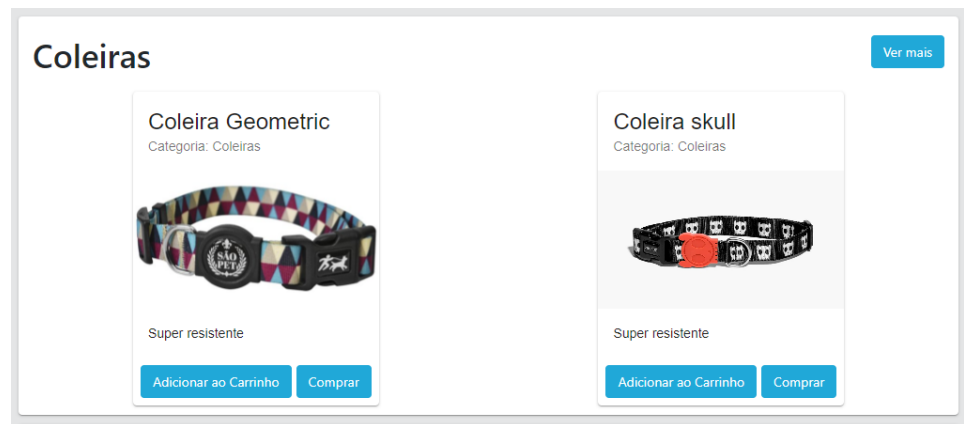 Coleiras
Ver mais
Coleira Geometric
Categoria: Coleiras
SÃO
PET
Super resistente
Adicionar ao Carrinho
Comprar
Coleira skull
Categoria: Coleiras
Super resistente
Adicionar ao Carrinho
Comprar